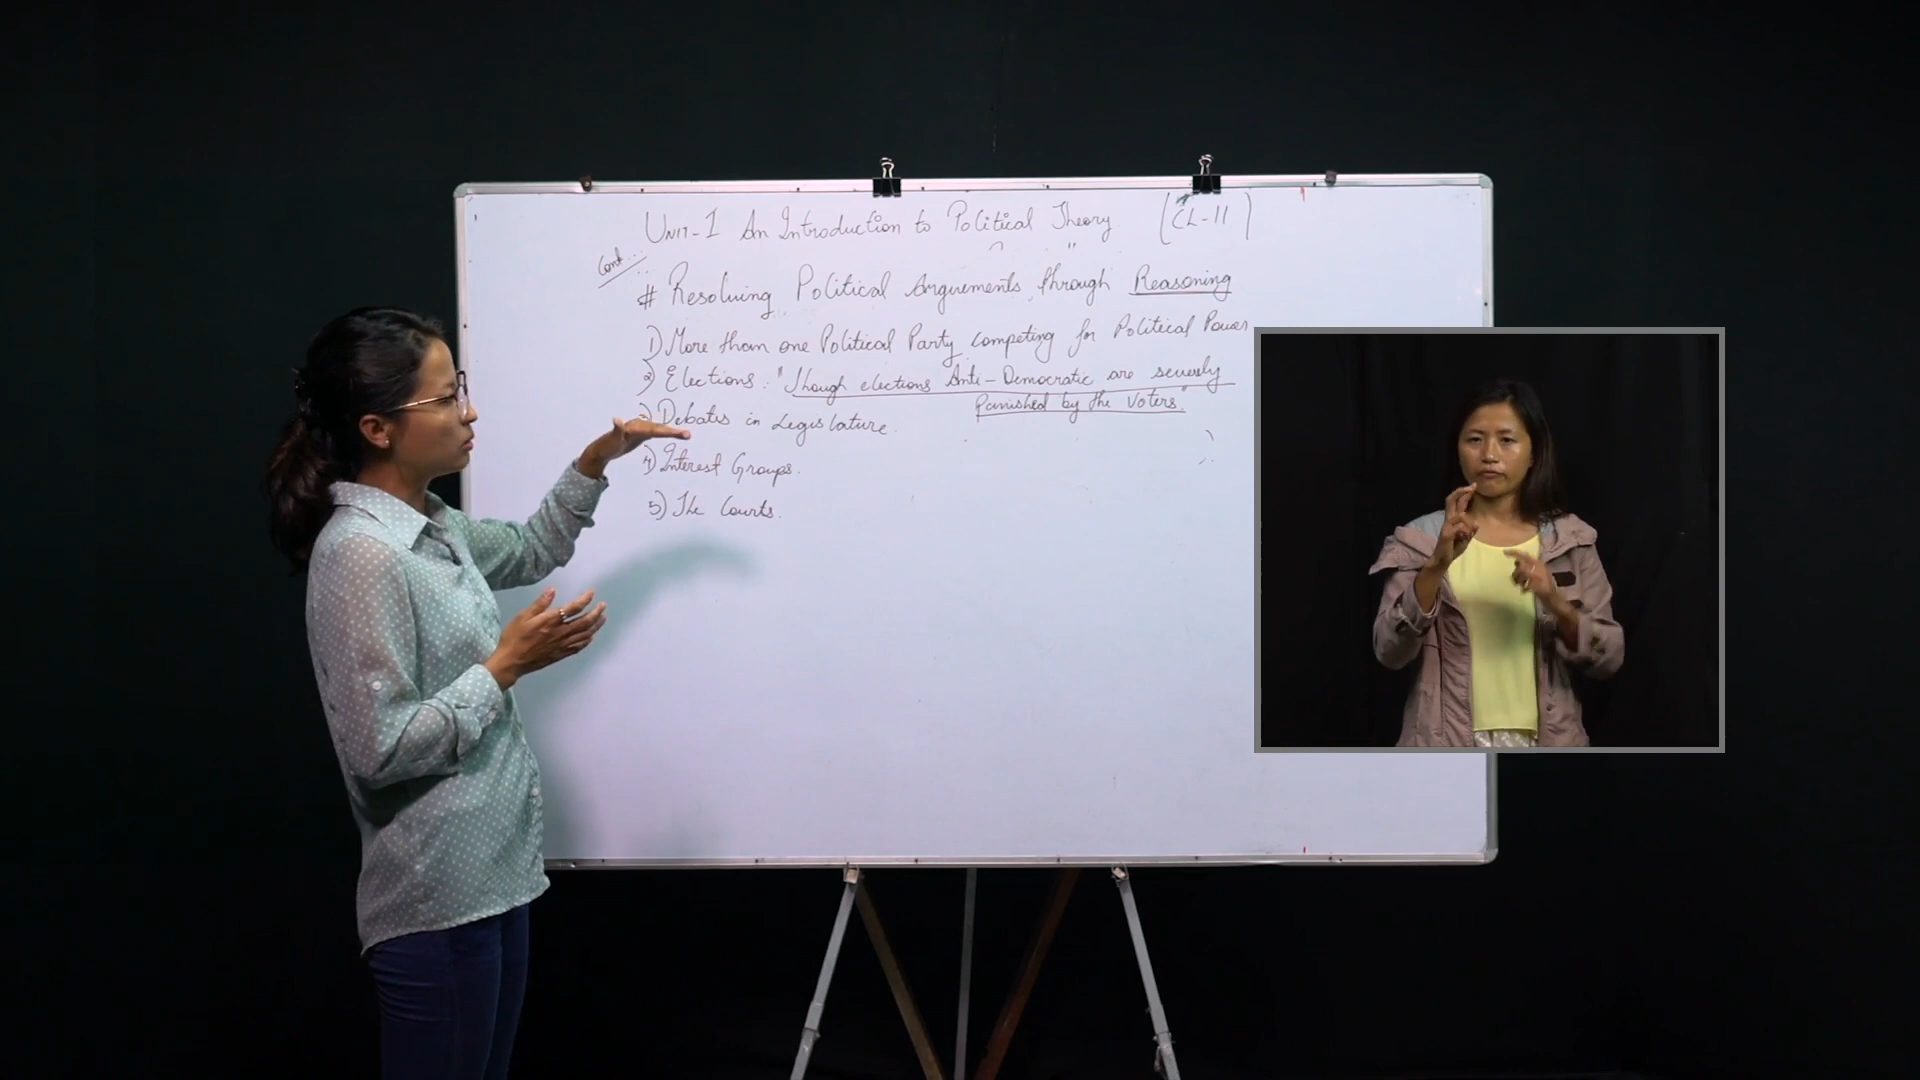 UNIT-1 An Introduction to Political Theory (CL-11)
Cont...
# Resolving Political Arguements through Reasoning
1) More than one Political Party competing for Political Power
2) Elections: "Though elections Anti-Democratic are severly
Punished by the Voters."
3) Debates in Legislature.
4) Interest Groups.
5) The Courts.